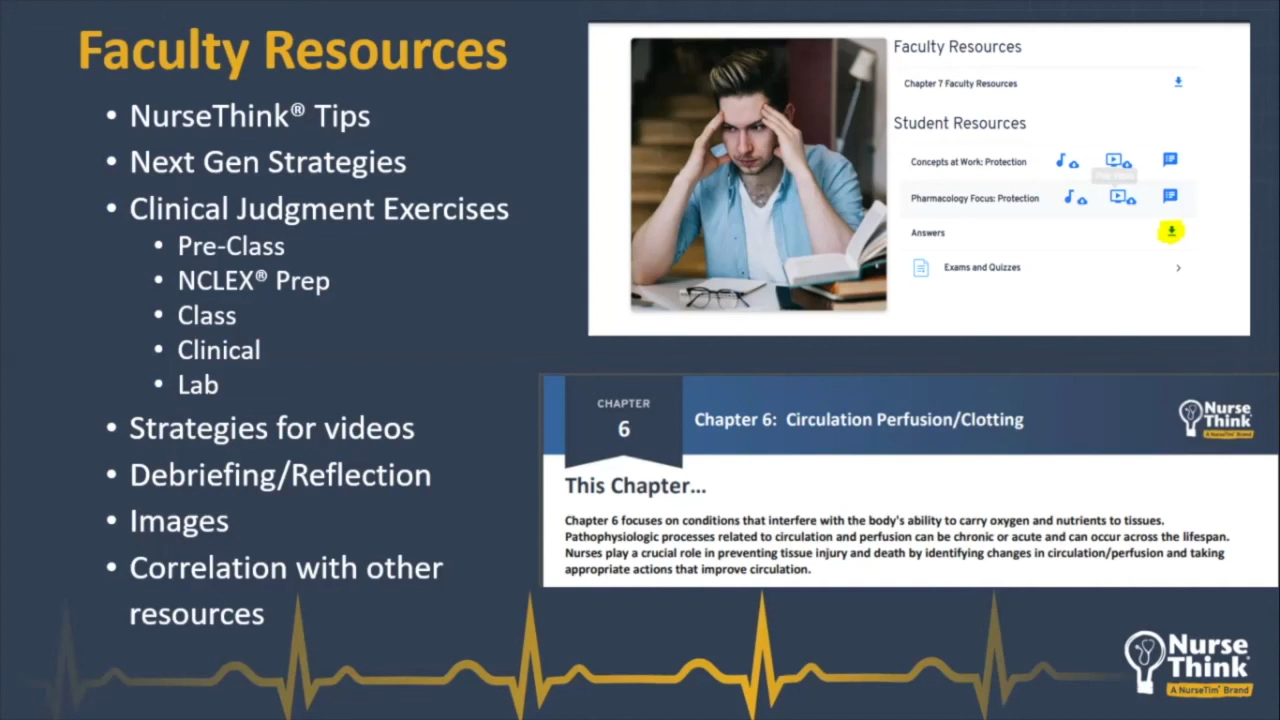 Faculty Resources
• NurseThink® Tips
• Next Gen Strategies
• Clinical Judgment Exercises
• Pre-Class
• NCLEX® Prep
• Class
• Clinical
• Lab
• Strategies for videos
• Debriefing/Reflection
• Images
• Correlation with other
resources
Faculty Resources
Chapter 7 Faculty Resources
Student Resources
Concepts at Work: Protection
Pharmacology Focus: Protection
Answers
Exams and Quizzes
CHAPTER
6
Chapter 6: Circulation Perfusion/Clotting
Nurse
Think
A NurseTim® Brand
This Chapter...
Chapter 6 focuses on conditions that interfere with the body's ability to carry oxygen and nutrients to tissues.
Pathophysiologic processes related to circulation and perfusion can be chronic or acute and can occur across the lifespan.
Nurses play a crucial role in preventing tissue injury and death by identifying changes in circulation/perfusion and taking
appropriate actions that improve circulation.
Nurse
Think®
A NurseTim® Brand